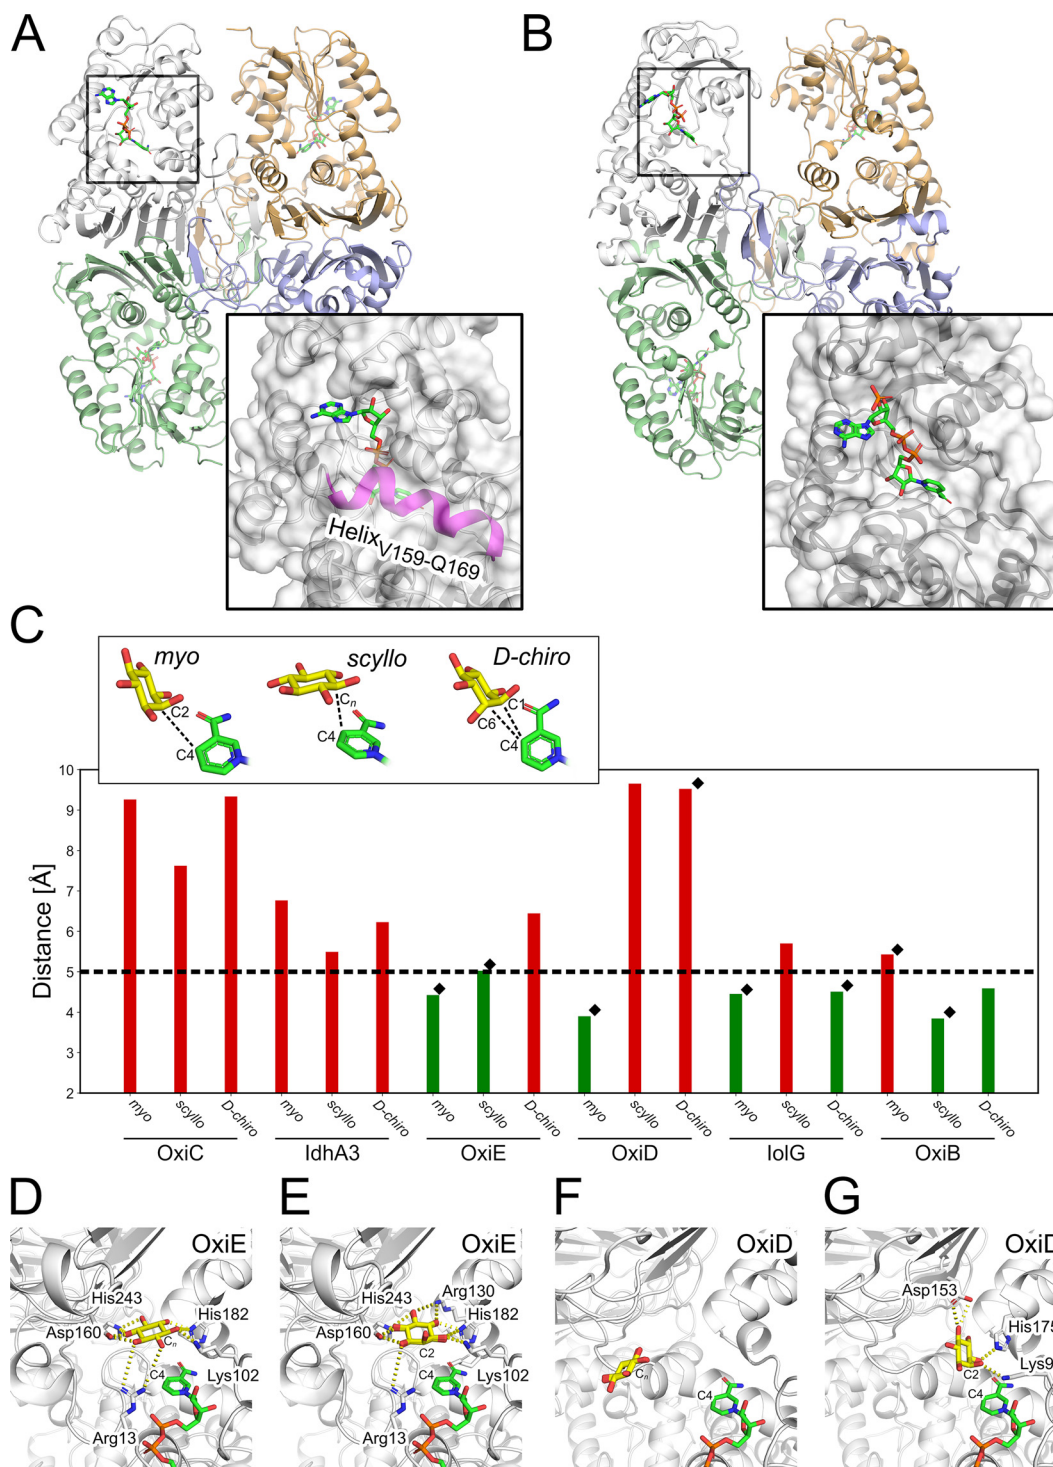 A
B
Helix V159-Q169
C
myo
scyllo
D-chiro
C2
C4
Cn
C4
C6
C1
C4
Distance [Å]
10
9
8
7
6
5
4
3
2
myo
scyllo
D-chiro
myo
scyllo
D-chiro
myo
scyllo
D-chiro
myo
scyllo
D-chiro
myo
scyllo
D-chiro
myo
scyllo
D-chiro
OxiC
IdhA3
OxiE
OxiD
IolG
OxiB
D
OxiE
His243
His182
Asp160
Cn
C4
Lys102
Arg13
E
OxiE
His243
Arg130
His182
Asp160
C2
C4
Lys102
Arg13
F
OxiD
Cn
C4
G
OxiD
Asp153
His175
Lys9
C2
C4